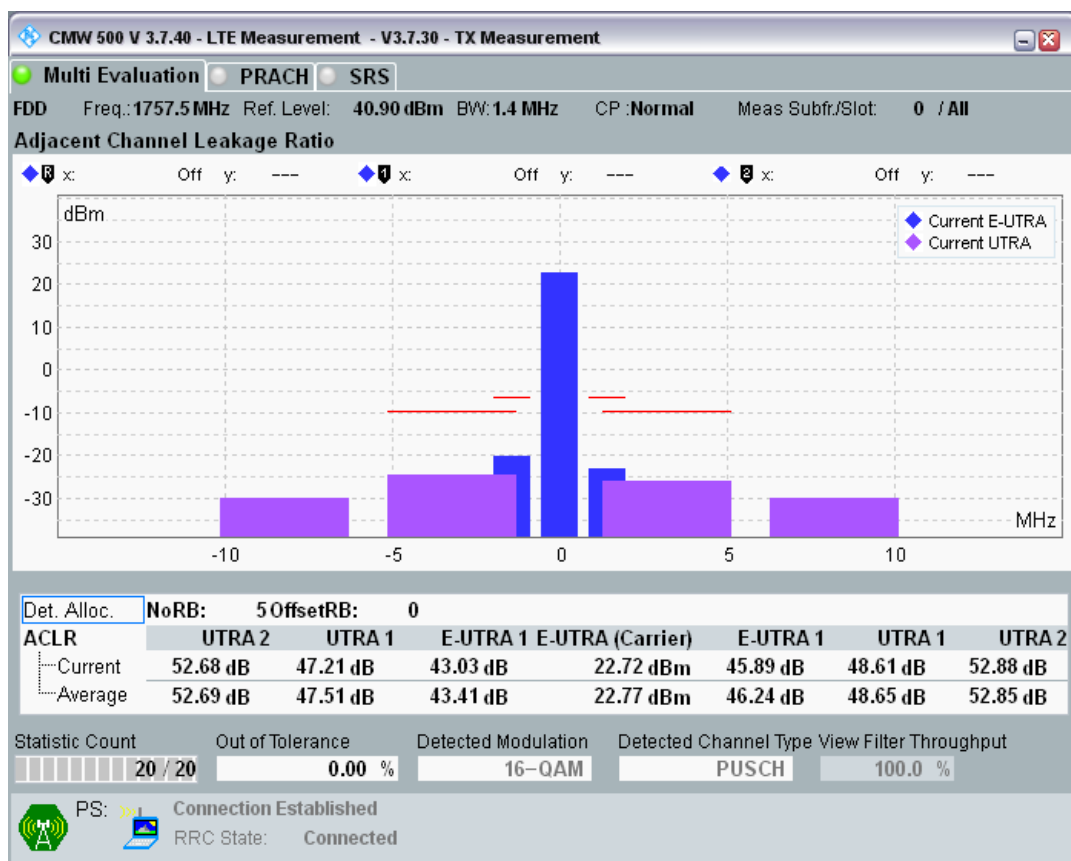 CMW 500 V 3.7.40 - LTE Measurement - V3.7.30 - TX Measurement
Multi Evaluation PRACH SRS
FDD Freq.: 1757.5 MHz Ref. Level: 40.90 dBm BW: 1.4 MHz CP :Normal Meas Subfr./Slot: 0 / All
Adjacent Channel Leakage Ratio
R x: Off y: --- 1 x: Off y: --- 2 x: Off y: ---
dBm
Current E-UTRA
Current UTRA
30
20
10
0
-10
-20
-30
MHz
-10 -5 0 5 10
Det. Alloc. NoRB: 5 OffsetRB: 0
ACLR UTRA 2 UTRA 1 E-UTRA 1 E-UTRA (Carrier) E-UTRA 1 UTRA 1 UTRA 2
Current 52.68 dB 47.21 dB 43.03 dB 22.72 dBm 45.89 dB 48.61 dB 52.88 dB
Average 52.69 dB 47.51 dB 43.41 dB 22.77 dBm 46.24 dB 48.65 dB 52.85 dB
Statistic Count Out of Tolerance Detected Modulation Detected Channel Type View Filter Throughput
20 / 20 0.00 % 16-QAM PUSCH 100.0 %
PS: Connection Established
RRC State: Connected